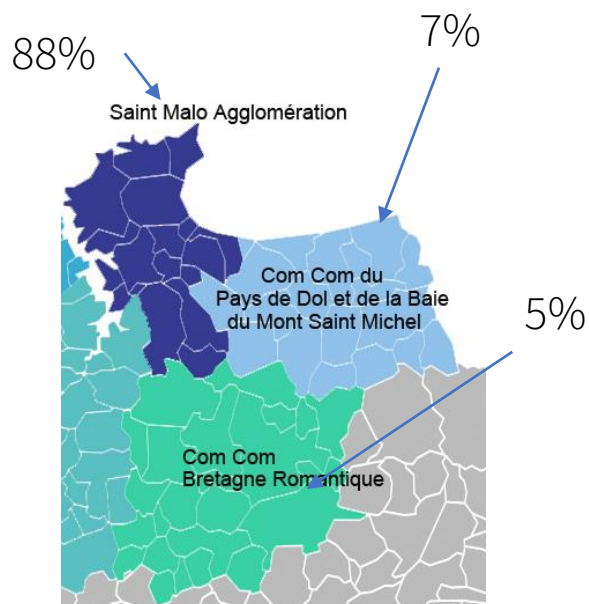 7%
88%
Saint Malo Agglomération
Com Com du
Pays de Dol et de la Baie
du Mont Saint Michel
5%
Com Com
Bretagne Romantique